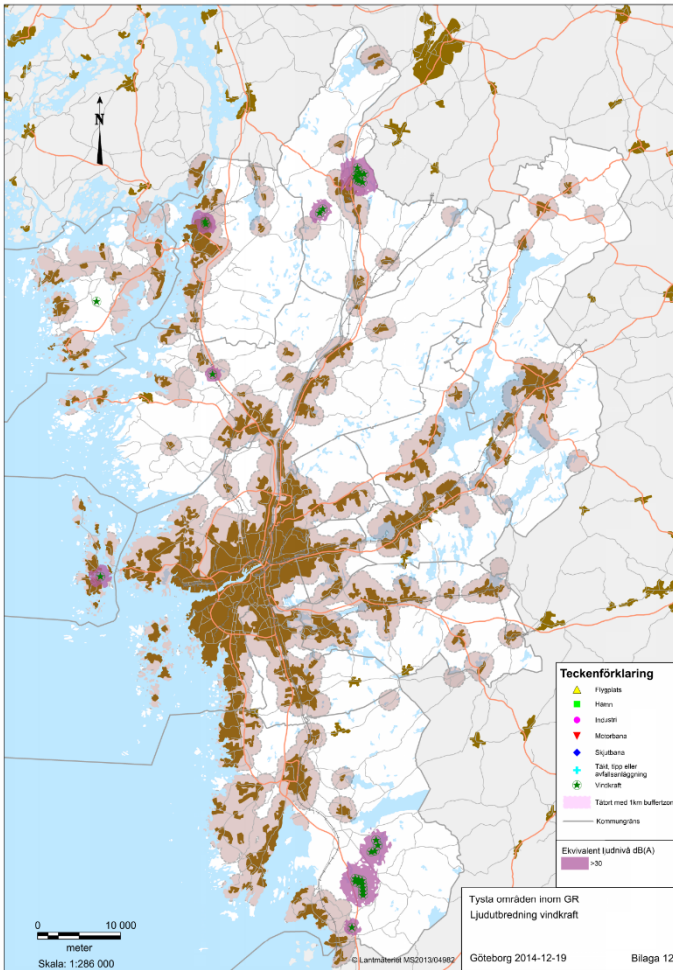 N
Teckenförklaring
Flygplats
Hamn
Industri
Motorbana
Skjutbana
Täkt, tipp eller
avfallsanläggning
Vindkraft
Tätort med 1km buffertzon
Kommungräns
Ekvivalent ljudnivå dB(A)
>30
0 10 000
meter
Skala: 1:286 000
© Lantmäteriet MS2013/04982
Tysta områden inom GR
Ljudutbredning vindkraft
Göteborg 2014-12-19 Bilaga 12